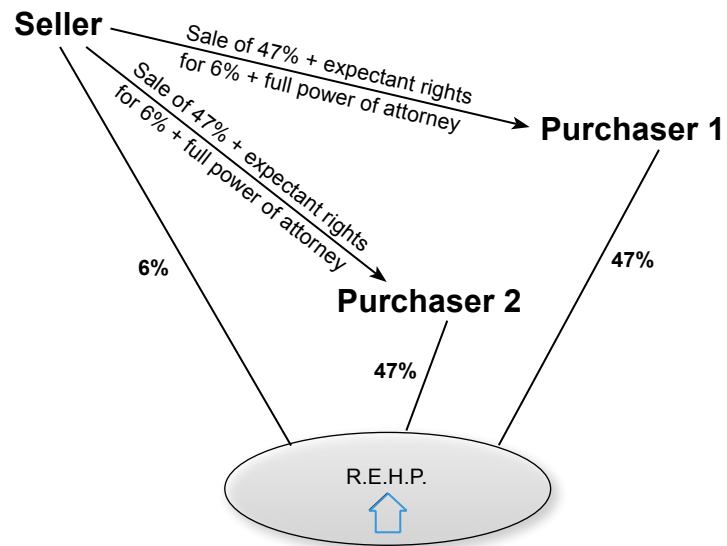 Seller
Sale of 47% + expectant rights
for 6% + full power of attorney
Purchaser 1
Sale of 47% + expectant rights
for 6% + full power of attorney
6%
47%
Purchaser 2
47%
R.E.H.P.